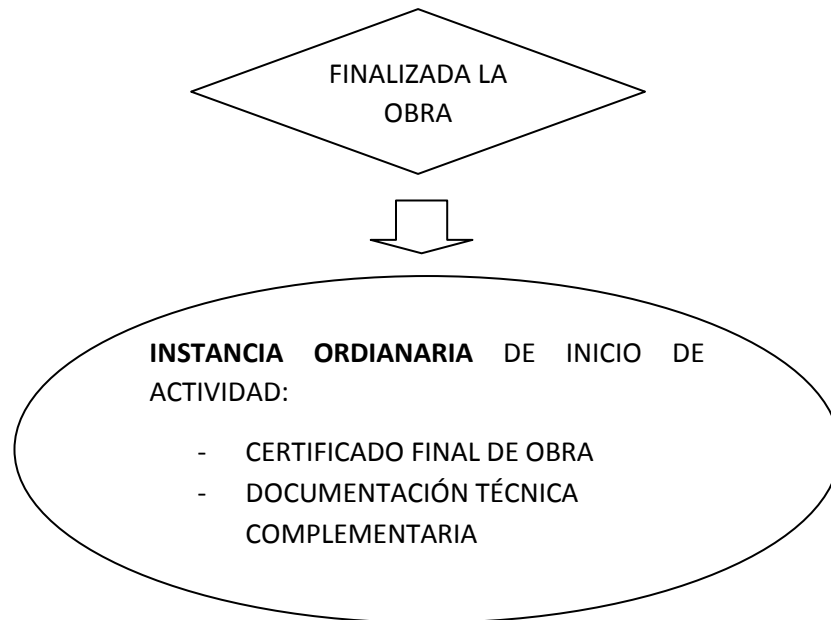 FINALIZADA LA
OBRA
INSTANCIA ORDIANARIA DE INICIO DE
ACTIVIDAD:
- CERTIFICADO FINAL DE OBRA
- DOCUMENTACIÓN TÉCNICA
COMPLEMENTARIA